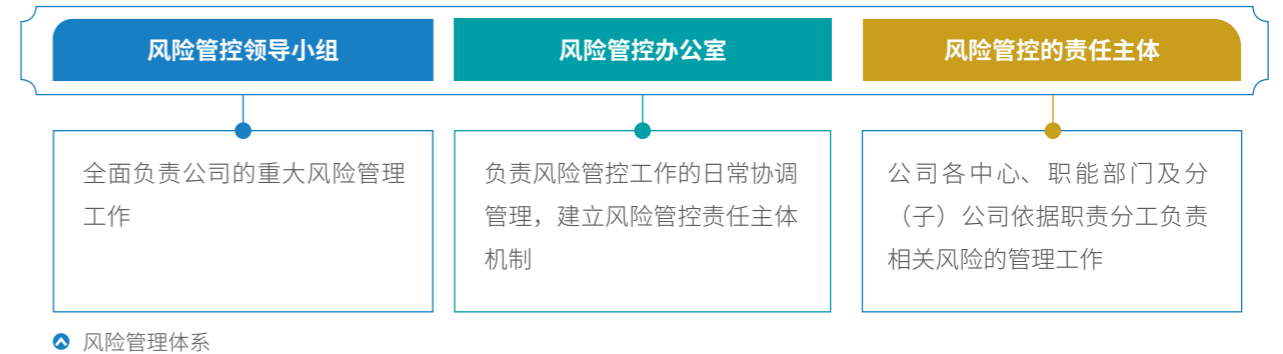 风险管控领导小组
风险管控办公室
风险管控的责任主体
全面负责公司的重大风险管理
工作
负责风险管控工作的日常协调
管理，建立风险管控责任主体
机制
公司各中心、职能部门及分
（子）公司依据职责分工负责
相关风险的管理工作
风险管理体系